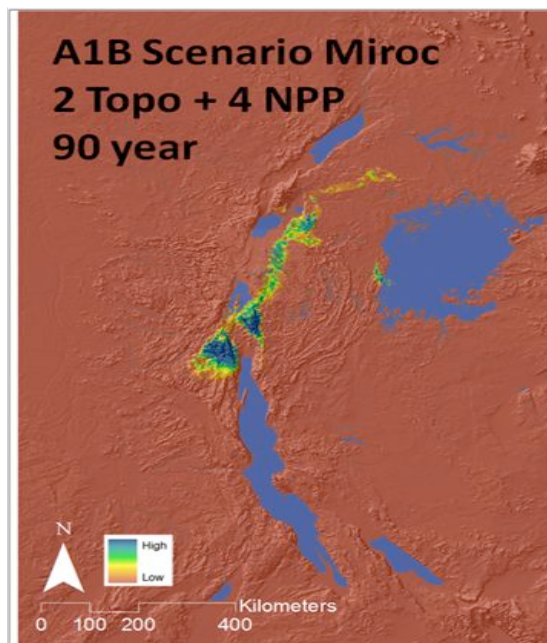 A1B Scenario Miroc
2 Topo + 4 NPP
90 year
N
High
Low
Kilometers
0 100 200 400